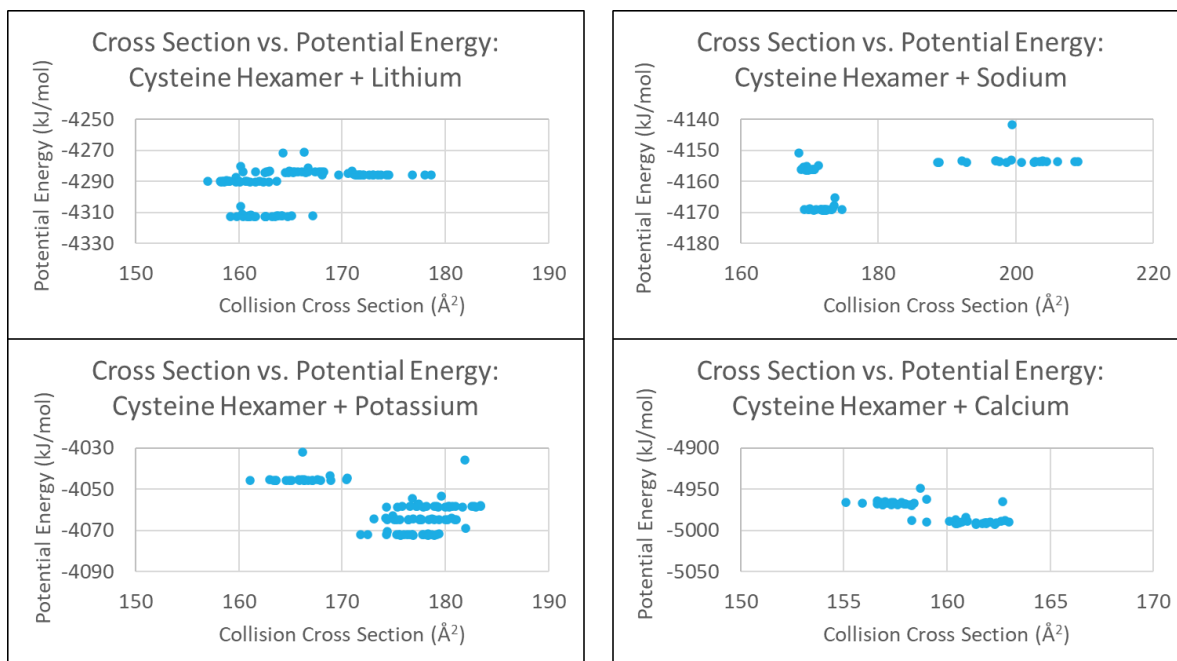 Cross Section vs. Potential Energy:
Cysteine Hexamer + Lithium
Potential Energy (kJ/mol)
-4250
-4270
-4290
-4310
-4330
150 160 170 180 190
Collision Cross Section (Å²)
Cross Section vs. Potential Energy:
Cysteine Hexamer + Sodium
Potential Energy (kJ/mol)
-4140
-4150
-4160
-4170
-4180
160 180 200 220
Collision Cross Section (Å²)
Cross Section vs. Potential Energy:
Cysteine Hexamer + Potassium
Potential Energy (kJ/mol)
-4030
-4050
-4070
-4090
150 160 170 180 190
Collision Cross Section (Å²)
Cross Section vs. Potential Energy:
Cysteine Hexamer + Calcium
Potential Energy (kJ/mol)
-4900
-4950
-5000
-5050
150 155 160 165 170
Collision Cross Section (Å²)